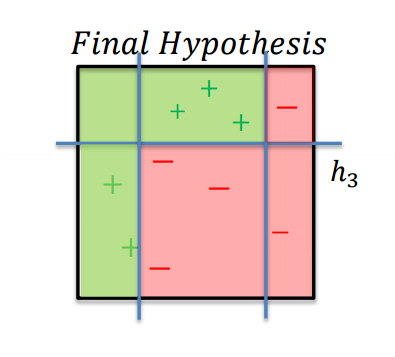 Final Hypothesis
+ + + −
h₃
+ − −
+ −
−